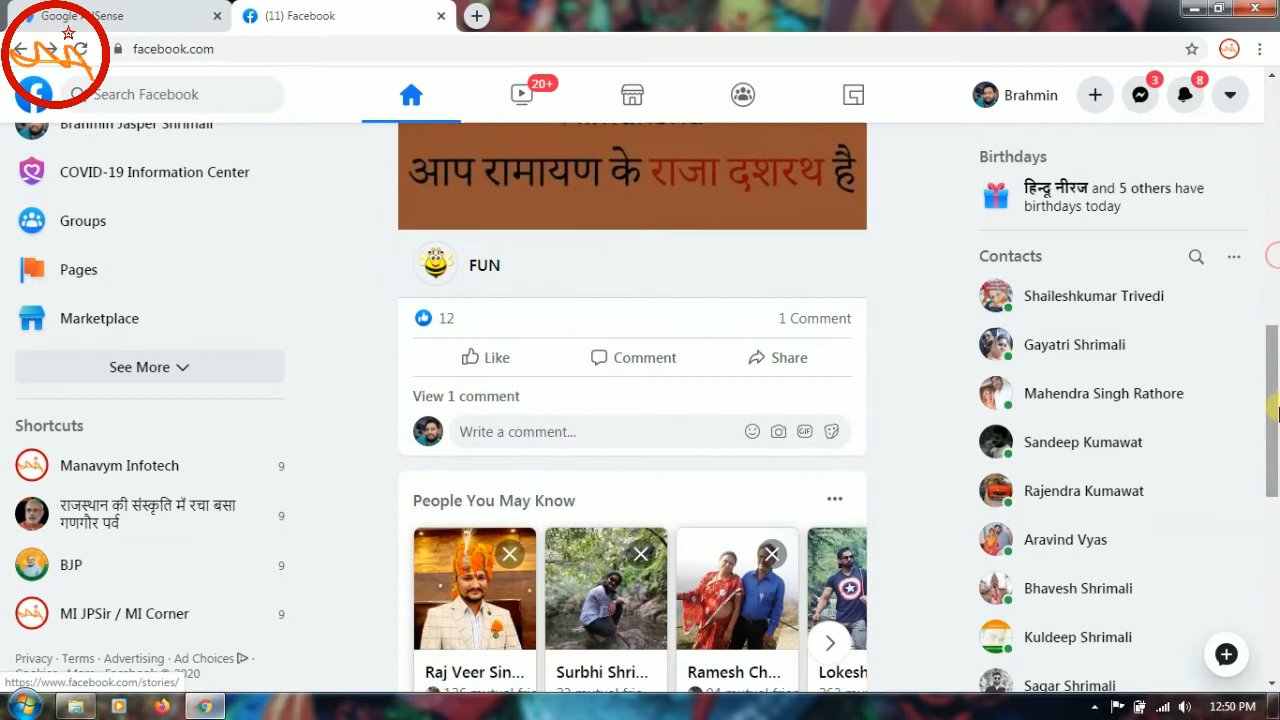 (11) Facebook
facebook.com
Search Facebook
20+
Brahmin
3
8
Brahmin Jasper Shrimali
COVID-19 Information Center
Groups
Pages
Marketplace
See More
Shortcuts
Manavym Infotech 9
राजस्थान की संस्कृति में रचा बसा
गणगौर पर्व 9
BJP 9
MI JPSir / MI Corner 9
Privacy · Terms · Advertising · Ad Choices ·
https://www.facebook.com/stories/
आप रामायण के राजा दशरथ है
FUN
12 1 Comment
Like Comment Share
View 1 comment
Write a comment...
GIF
People You May Know
Raj Veer Sin...
Surbhi Shri...
Ramesh Ch...
Lokesh
Birthdays
हिन्दू नीरज and 5 others have
birthdays today
Contacts
Shaileshkumar Trivedi
Gayatri Shrimali
Mahendra Singh Rathore
Sandeep Kumawat
Rajendra Kumawat
Aravind Vyas
Bhavesh Shrimali
Kuldeep Shrimali
Sagar Shrimali
12:50 PM